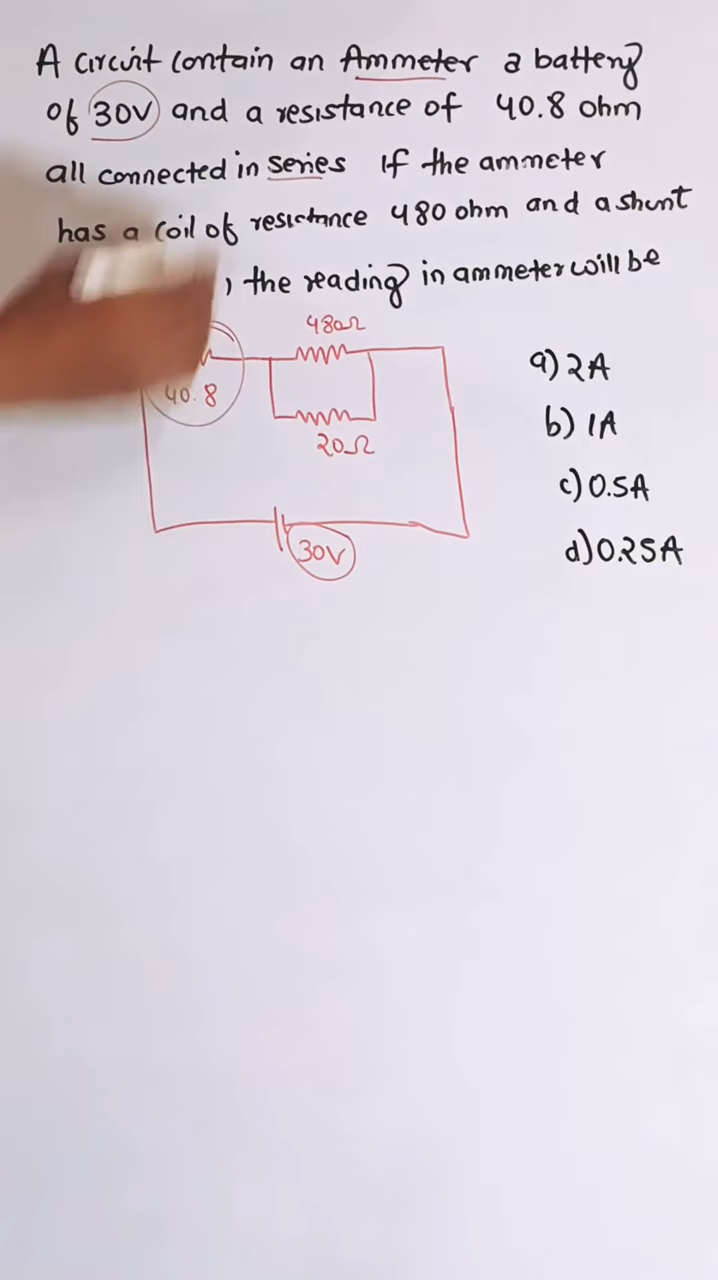 A circuit contain an Ammeter a battery
of 30V and a resistance of 40.8 ohm
all connected in series If the ammeter
has a coil of resistance 480 ohm and a shunt
, the reading in ammeter will be
480Ω
40.8
20Ω
30V
a) 2A
b) 1A
c) 0.5A
d) 0.25A